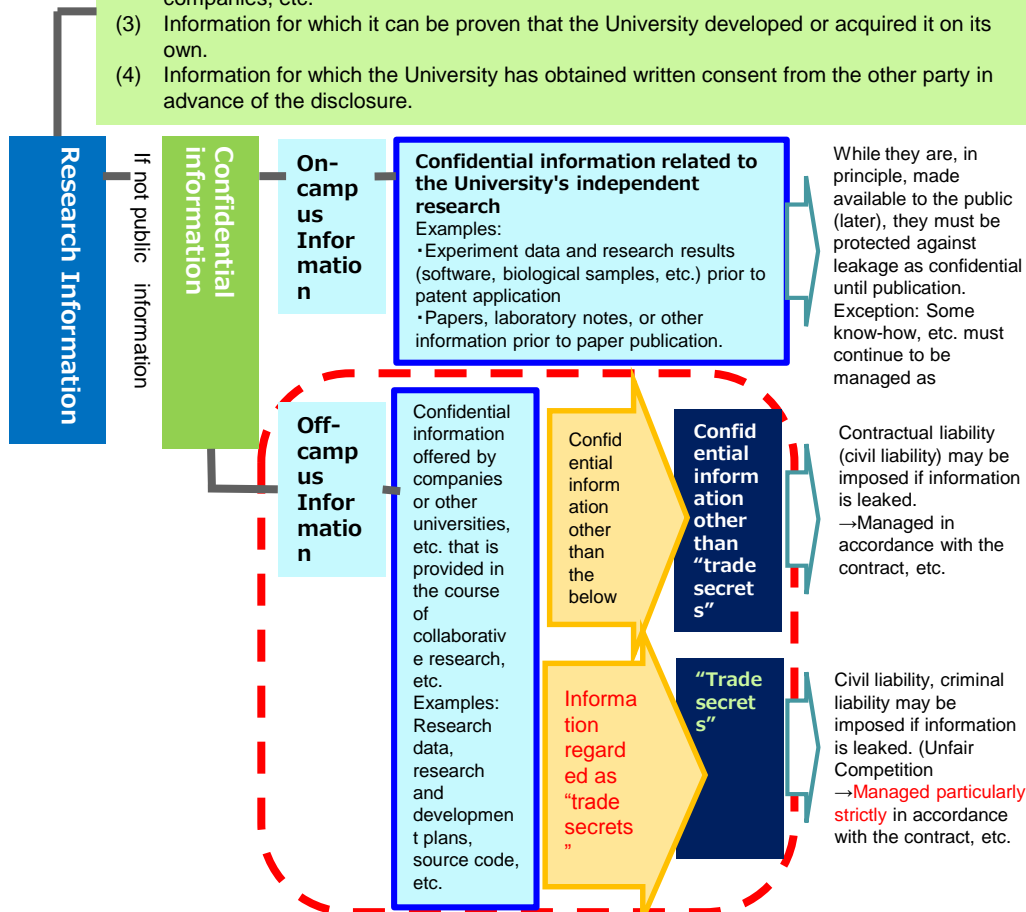 companies, etc.
(3) Information for which it can be proven that the University developed or acquired it on its
own.
(4) Information for which the University has obtained written consent from the other party in
advance of the disclosure.
Research Information
If not public information
Confidential
information
On-
camp
us
Infor
matio
n
Confidential information related to
the University's independent
research
Examples:
・Experiment data and research results
(software, biological samples, etc.) prior to
patent application
・Papers, laboratory notes, or other
information prior to paper publication.
While they are, in
principle, made
available to the public
(later), they must be
protected against
leakage as confidential
until publication.
Exception: Some
know-how, etc. must
continue to be
managed as
Off-
camp
us
Infor
matio
n
Confidential
information
offered by
companies
or other
universities,
etc. that is
provided in
the course
of
collaborativ
e research,
etc.
Examples:
Research
data,
research
and
developmen
t plans,
source code,
etc.
Confid
ential
inform
ation
other
than
the
below
Confid
ential
inform
ation
other
than
“trade
secret
s”
Contractual liability
(civil liability) may be
imposed if information
is leaked.
→Managed in
accordance with the
contract, etc.
Informa
tion
regard
ed as
“trade
secrets
”
“Trade
secret
s”
Civil liability, criminal
liability may be
imposed if information
is leaked. (Unfair
Competition
→Managed particularly
strictly in accordance
with the contract, etc.